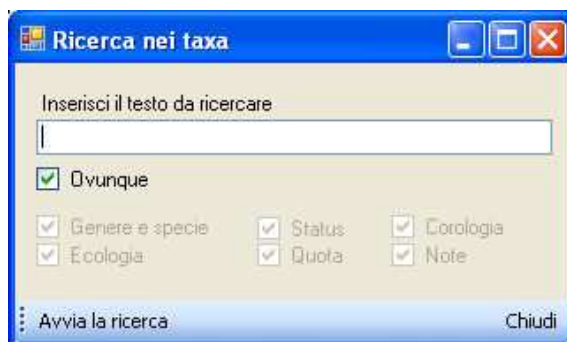 Ricerca nei taxa
Inserisci il testo da ricercare
Ovunque
Genere e specie Status Corologia
Ecologia Quota Note
Avvia la ricerca Chiudi